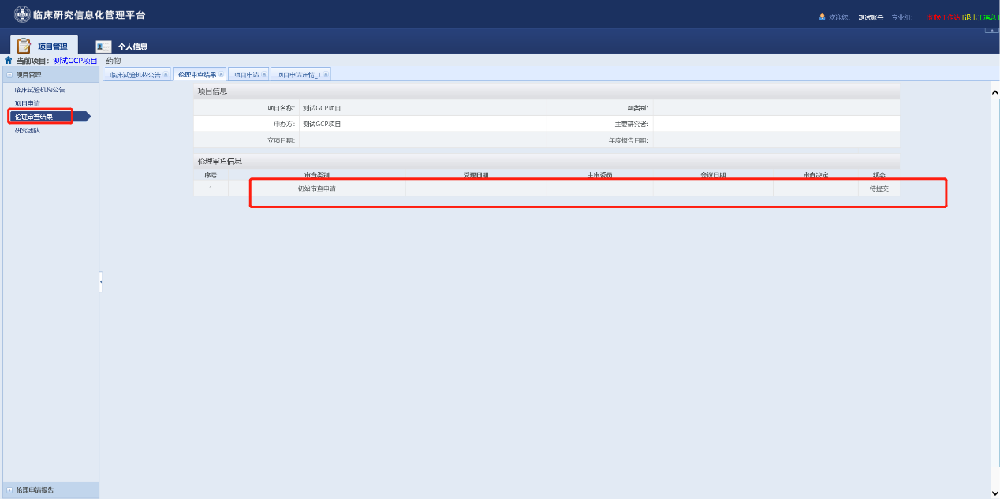 临床研究信息化管理平台
欢迎您, 测试账号 专业组:
[退出]
项目管理 个人信息
当前项目: 测试GCP项目 药物
项目管理
临床试验机构公告 伦理审查结果 项目申请 项目申请详情_1
临床试验机构公告
项目申请
伦理审查结果
研究团队
项目信息
项目名称: 测试GCP项目 副类别:
申办方: 测试GCP项目 主要研究者:
立项日期: 年度报告日期:
伦理审查信息
序号 审查类别 受理日期 主审委员 会议日期 审查决定 状态
1 初始审查申请 待提交
伦理申请报告